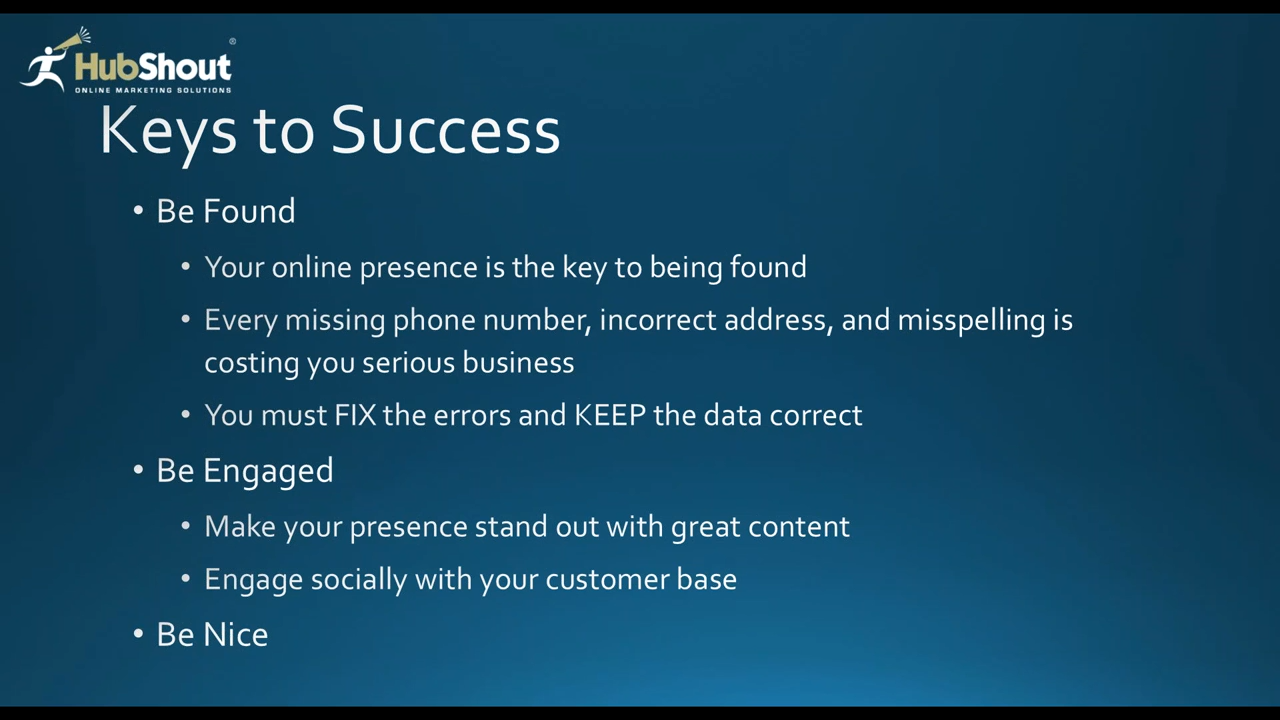 HubShout®
ONLINE MARKETING SOLUTIONS
Keys to Success
• Be Found
• Your online presence is the key to being found
• Every missing phone number, incorrect address, and misspelling is
costing you serious business
• You must FIX the errors and KEEP the data correct
• Be Engaged
• Make your presence stand out with great content
• Engage socially with your customer base
• Be Nice